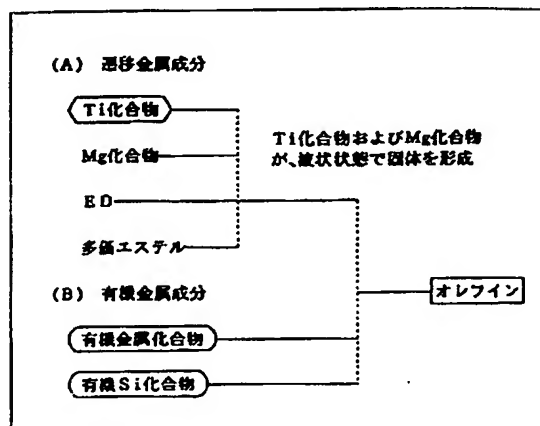 (A) 遷移金属成分
Ti化合物
Mg化合物
ED
多価エステル
Ti化合物およびMg化合物
が、液状状態で固体を形成
(B) 有機金属成分
有機金属化合物
有機Si化合物
オレフイン